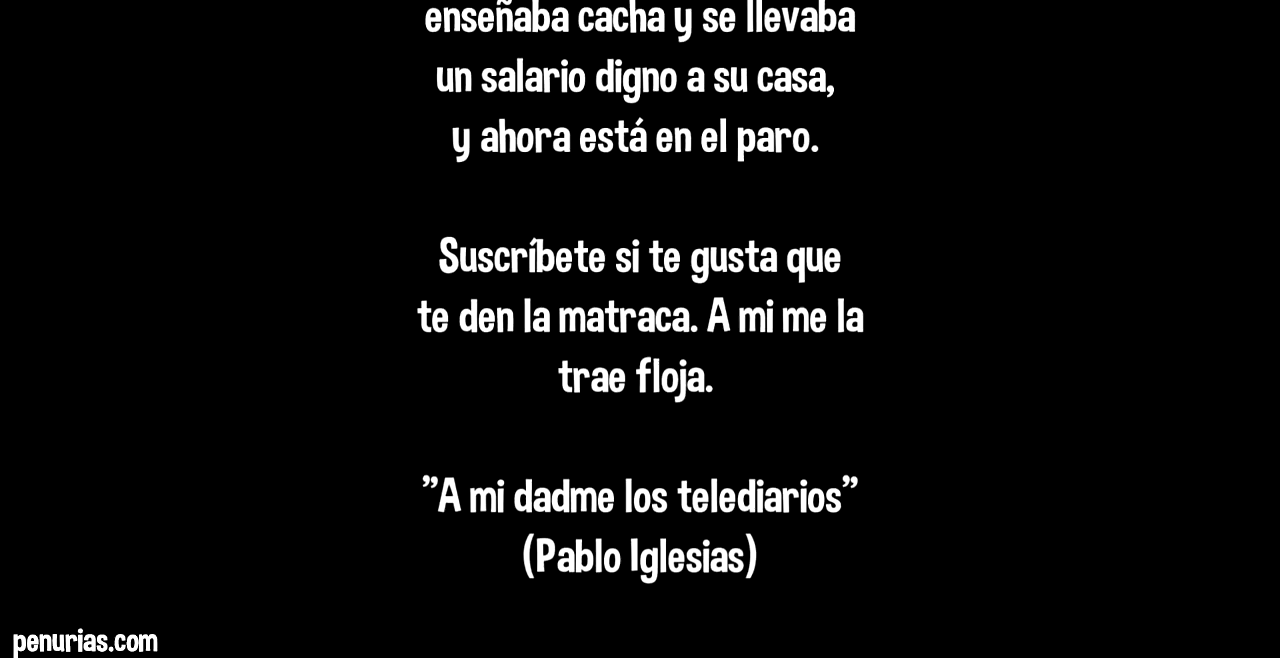 enseñaba cacha y se llevaba
un salario digno a su casa,
y ahora está en el paro.
Suscríbete si te gusta que
te den la matraca. A mi me la
trae floja.
"A mi dadme los telediarios"
(Pablo Iglesias)
penurias.com